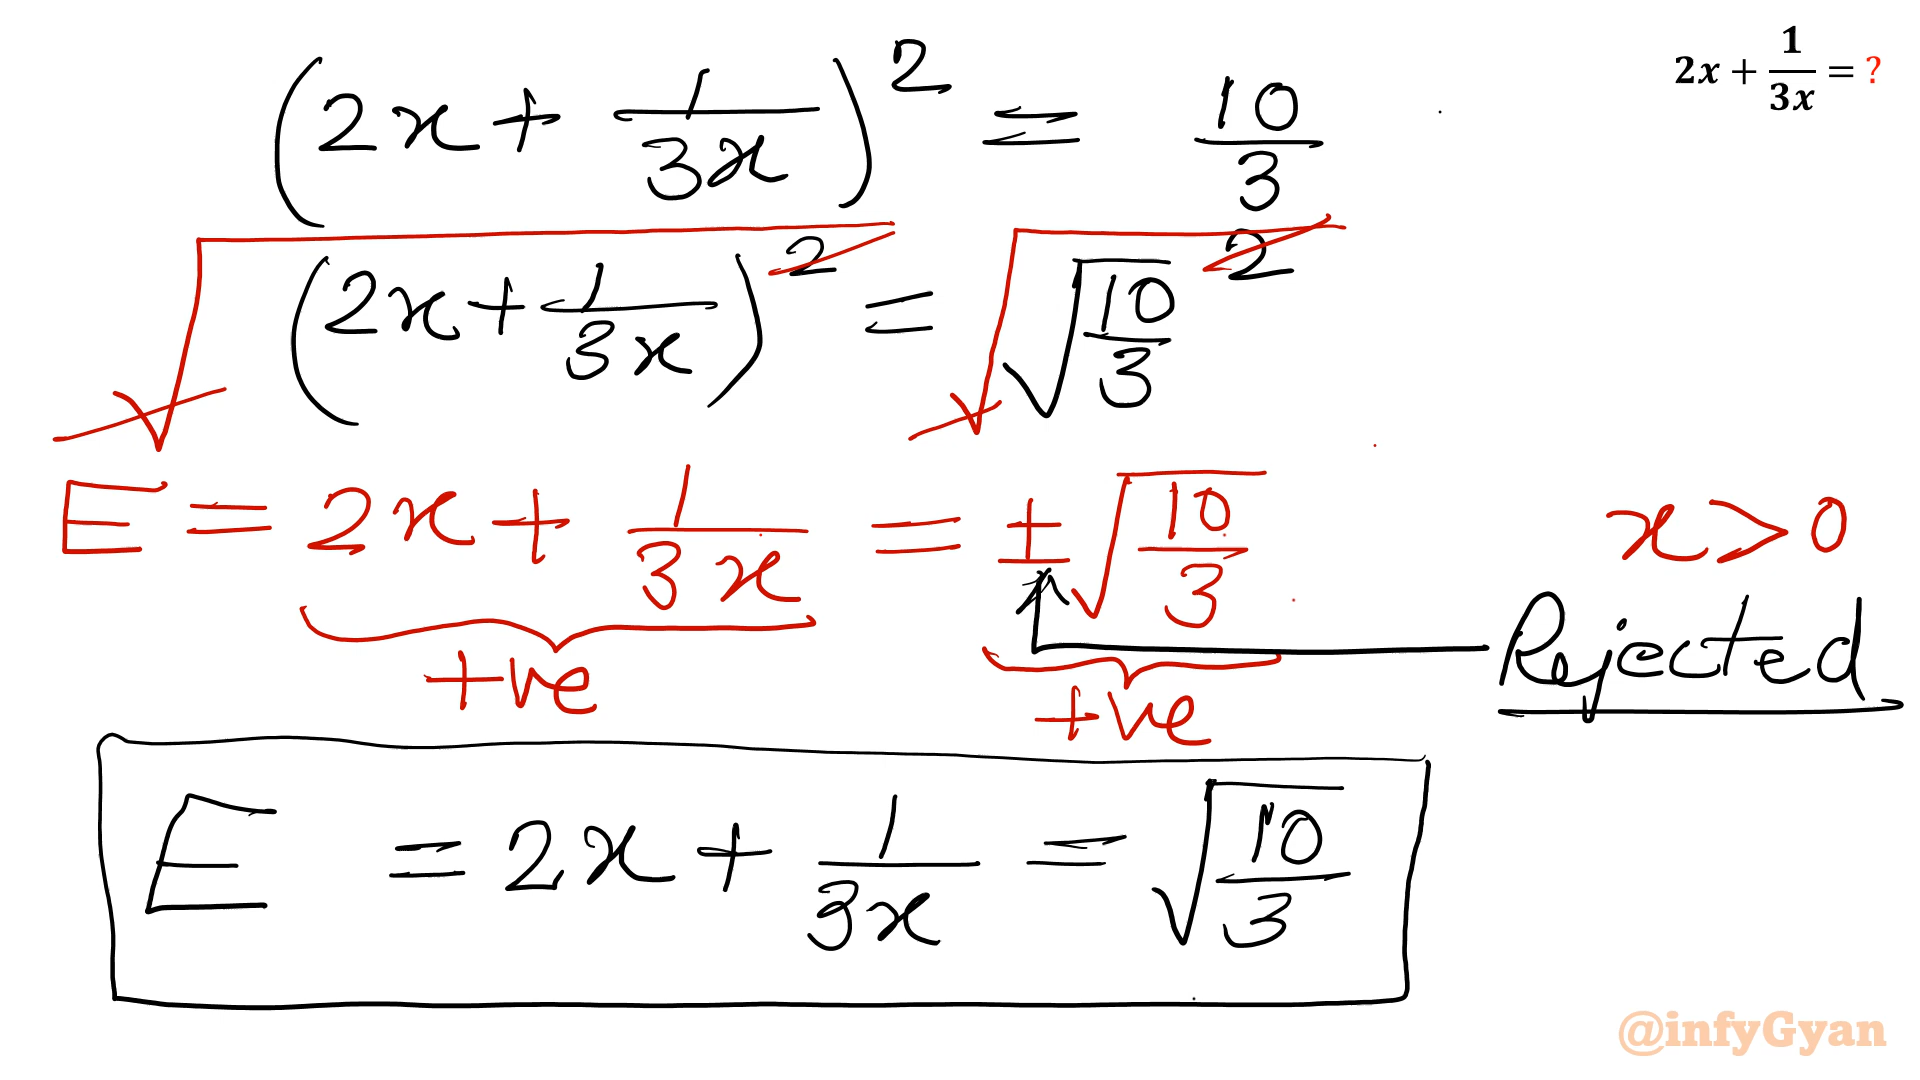 2x + 1/3x = ?
(2x + 1/3x)^2 = 10/3
√(2x + 1/3x)^2 = √(√(10/3))^2
E = 2x + 1/3x = ± √(10/3)
x > 0
+ve +ve
Rejected
E = 2x + 1/3x = √(10/3)
@infyGyan